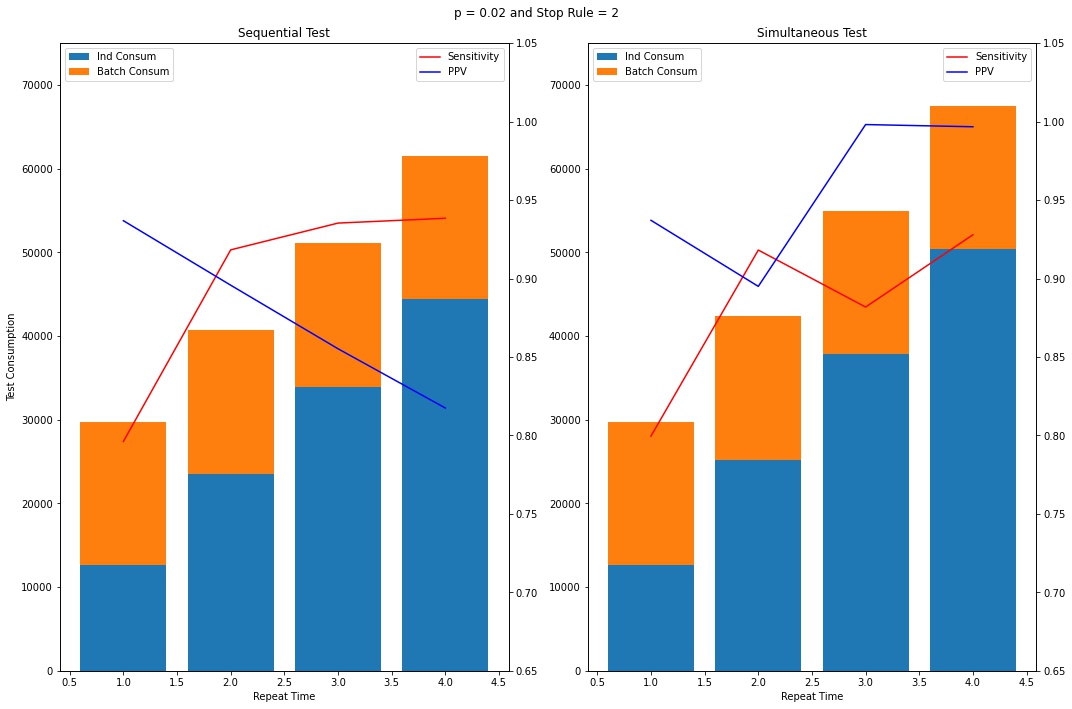 p = 0.02 and Stop Rule = 2
Sequential Test
Ind Consum
Batch Consum
Sensitivity
PPV
Test Consumption
70000
60000
50000
40000
30000
20000
10000
0
1.05
1.00
0.95
0.90
0.85
0.80
0.75
0.70
0.65
0.5 1.0 1.5 2.0 2.5 3.0 3.5 4.0 4.5
Repeat Time
Simultaneous Test
Ind Consum
Batch Consum
Sensitivity
PPV
70000
60000
50000
40000
30000
20000
10000
0
1.05
1.00
0.95
0.90
0.85
0.80
0.75
0.70
0.65
0.5 1.0 1.5 2.0 2.5 3.0 3.5 4.0 4.5
Repeat Time